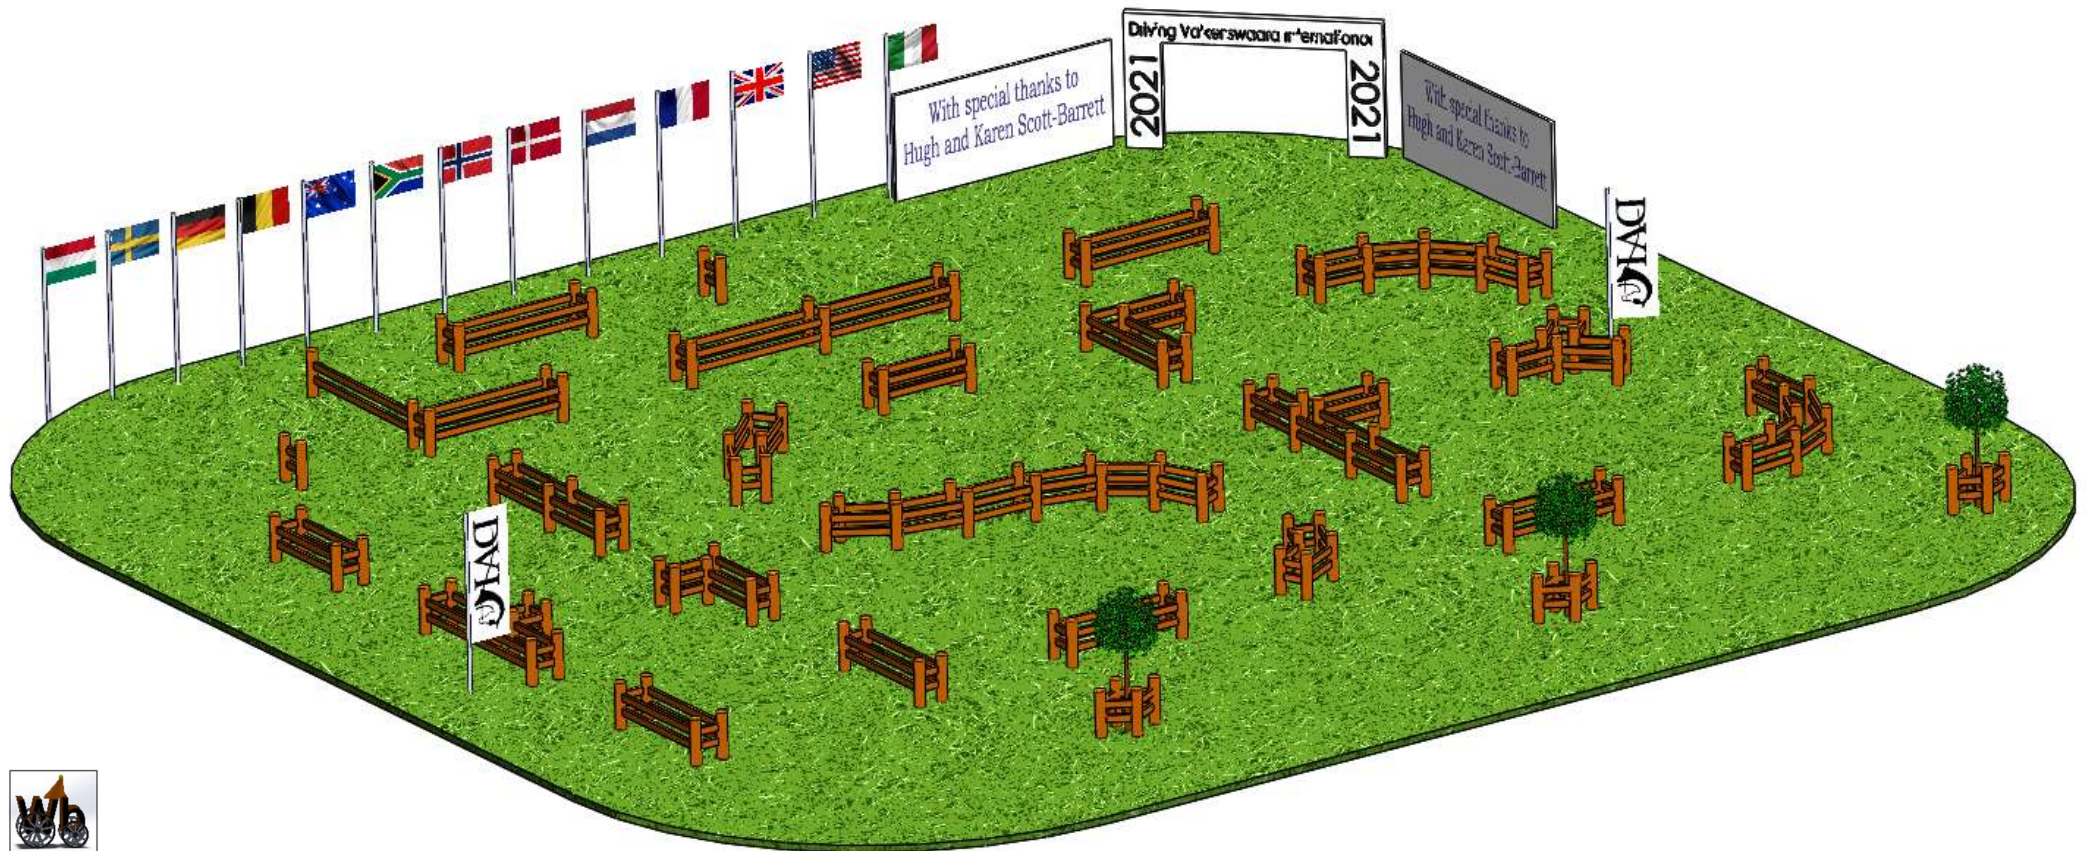 Driving Valkenswaard International
2021
2021
With special thanks to
Hugh and Karen Scott-Barrett
With special thanks to
Hugh and Karen Scott-Barrett
DVI
DVI
Wh